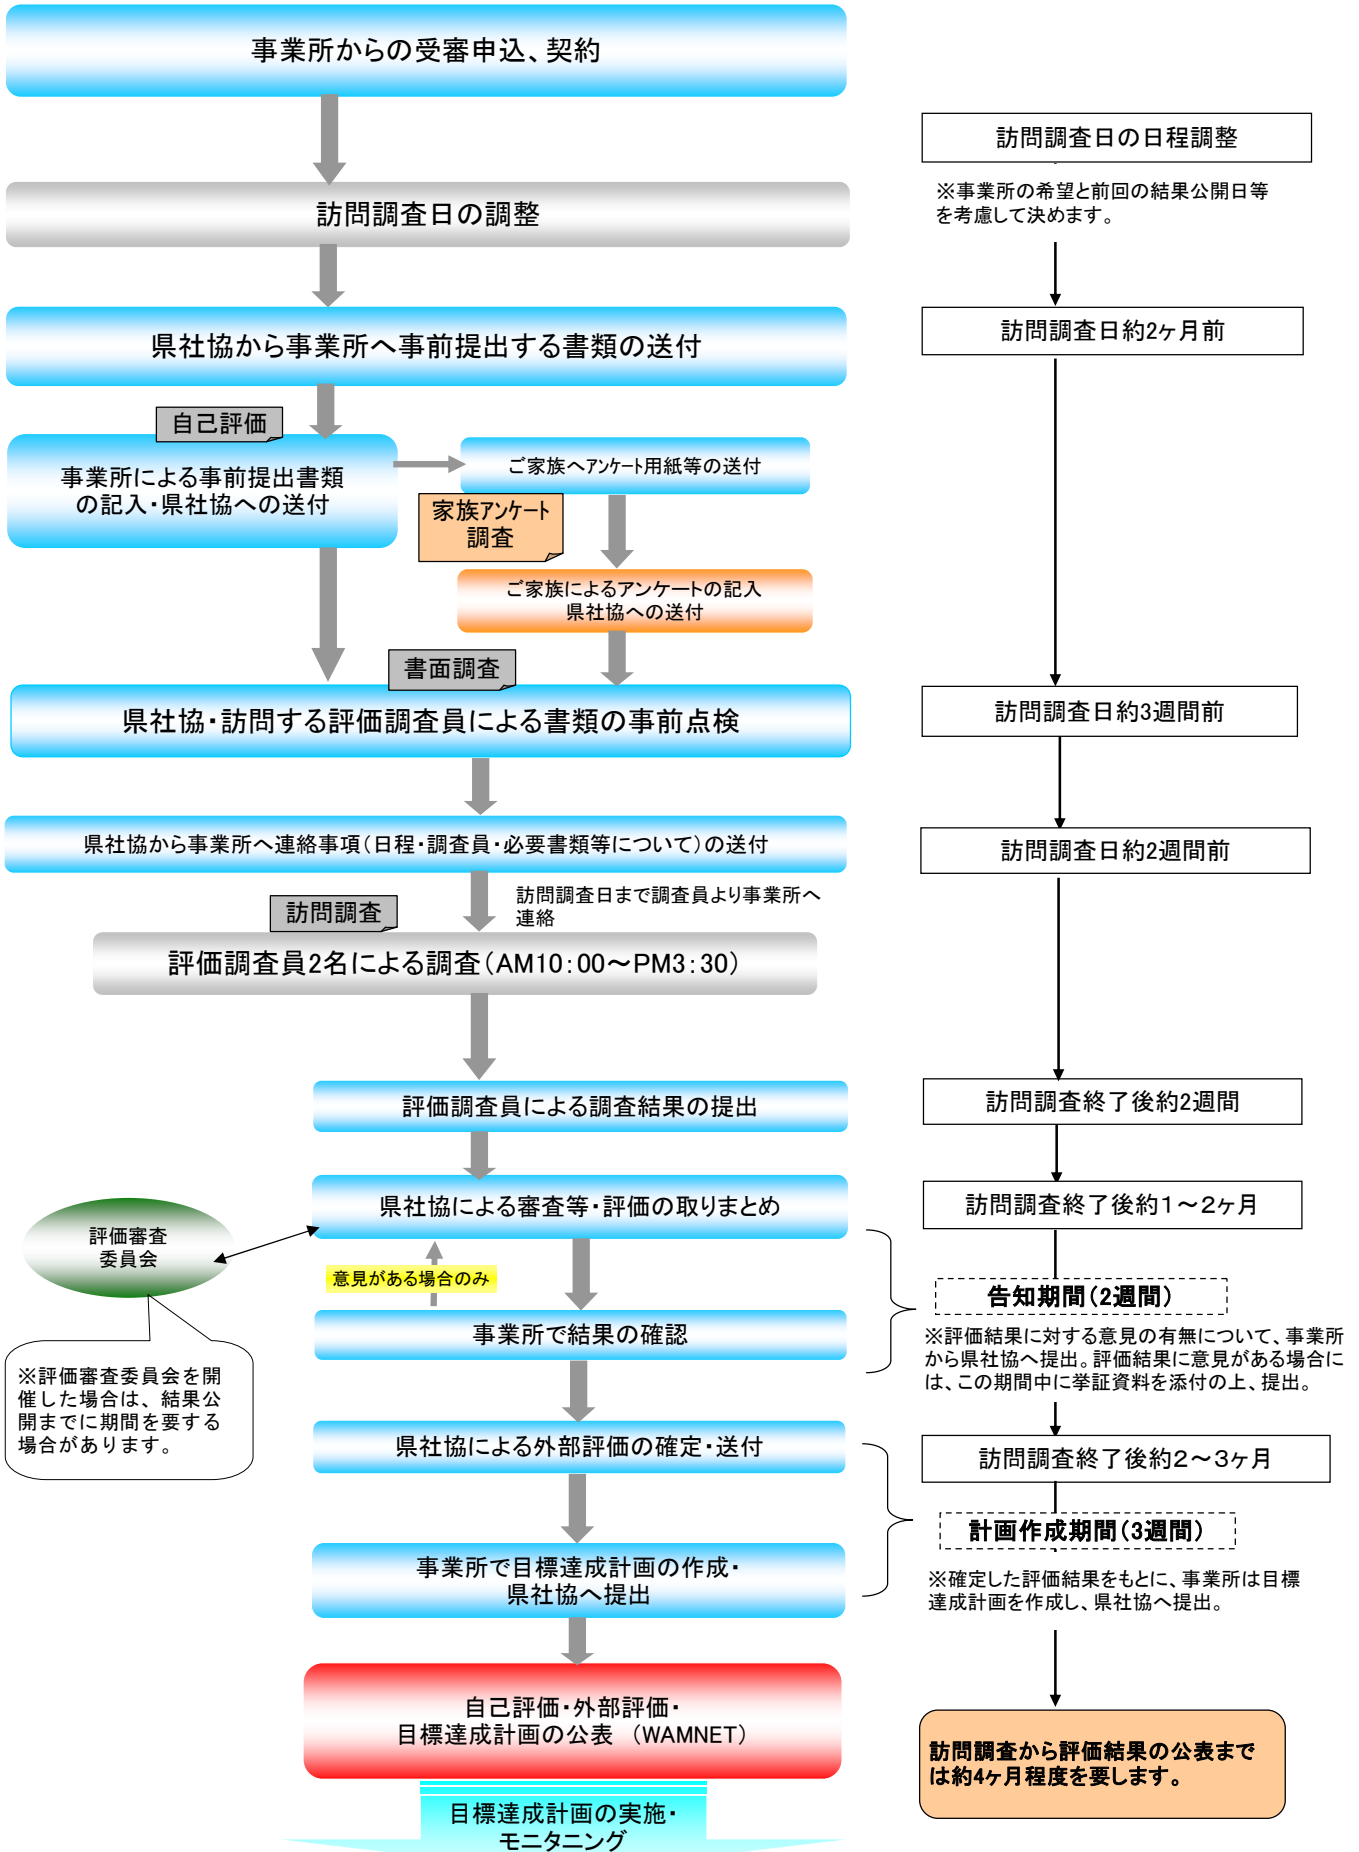 事業所からの受審申込、契約
訪問調査日の日程調整
※事業所の希望と前回の結果公開日等
を考慮して決めます。
訪問調査日の調整
県社協から事業所へ事前提出する書類の送付
訪問調査日約2ヶ月前
自己評価
事業所による事前提出書類
の記入・県社協への送付
ご家族へアンケート用紙等の送付
家族アンケート
調査
ご家族によるアンケートの記入
県社協への送付
書面調査
県社協・訪問する評価調査員による書類の事前点検
訪問調査日約3週間前
県社協から事業所へ連絡事項(日程・調査員・必要書類等について)の送付
訪問調査日約2週間前
訪問調査日まで調査員より事業所へ
連絡
訪問調査
評価調査員2名による調査(AM10:00～PM3:30)
評価調査員による調査結果の提出
訪問調査終了後約2週間
県社協による審査等・評価の取りまとめ
訪問調査終了後約１～２ヶ月
評価審査
委員会
意見がある場合のみ
告知期間(2週間)
事業所で結果の確認
※評価結果に対する意見の有無について、事業所
から県社協へ提出。評価結果に意見がある場合に
は、この期間中に挙証資料を添付の上、提出。
※評価審査委員会を開
催した場合は、結果公
開までに期間を要する
場合があります。
県社協による外部評価の確定・送付
訪問調査終了後約２～３ヶ月
計画作成期間(3週間)
事業所で目標達成計画の作成・
県社協へ提出
※確定した評価結果をもとに、事業所は目標
達成計画を作成し、県社協へ提出。
自己評価・外部評価・
目標達成計画の公表　(WAMNET)
訪問調査から評価結果の公表まで
は約4ヶ月程度を要します。
目標達成計画の実施・
モニタニング